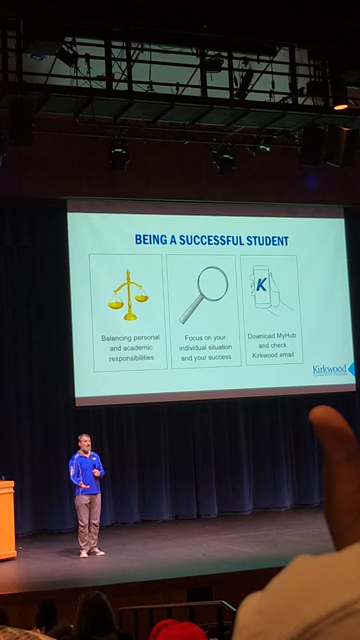 BEING A SUCCESSFUL STUDENT
Balancing personal
and academic
responsibilities
Focus on your
individual situation
and your success
K
Download MyHub
and check
Kirkwood email
Kirkwood